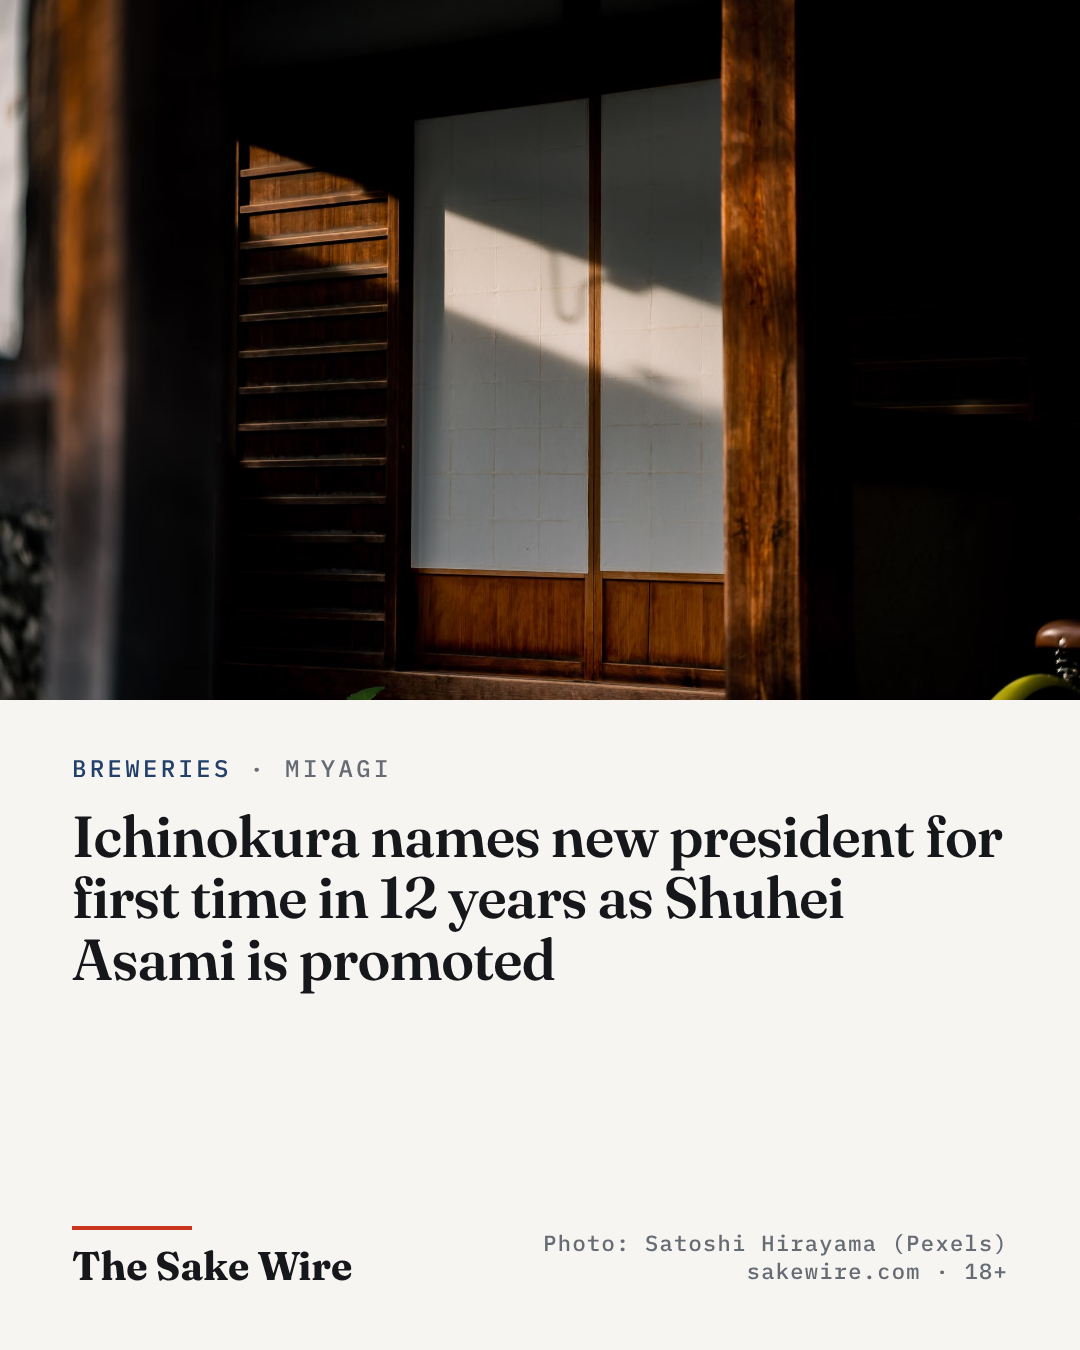 BREWERIES · MIYAGI
Ichinokura names new president for
first time in 12 years as Shuhei
Asami is promoted
The Sake Wire
Photo: Satoshi Hirayama (Pexels)
sakewire.com · 18+